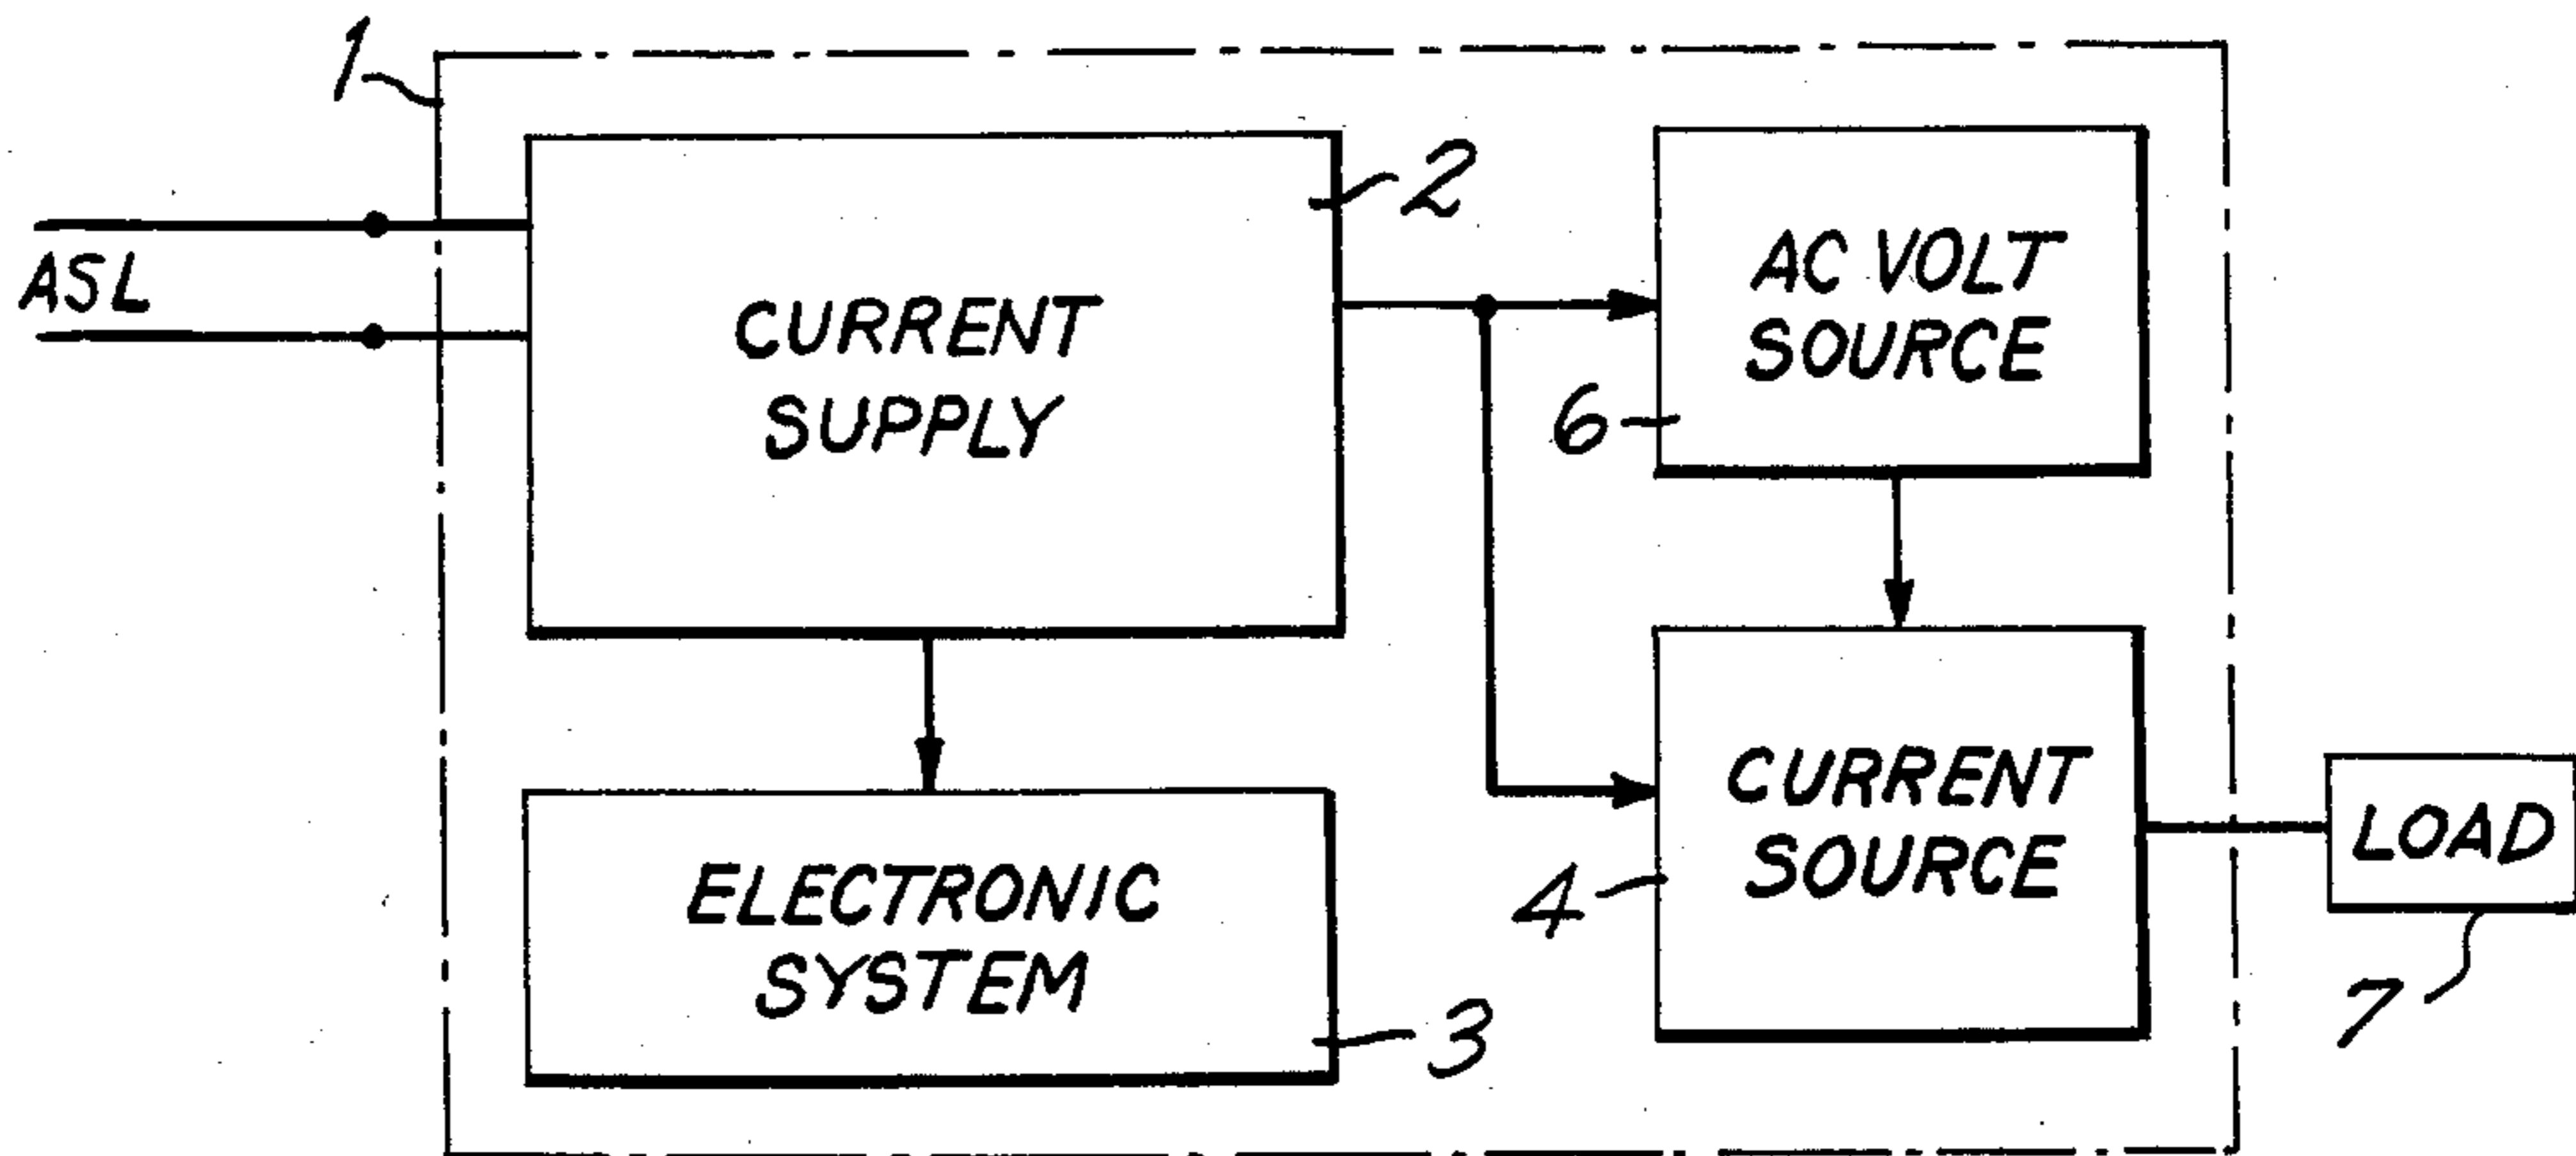 1
2
ASL
CURRENT
SUPPLY
AC VOLT
SOURCE
6
ELECTRONIC
SYSTEM
3
CURRENT
SOURCE
4
LOAD
7